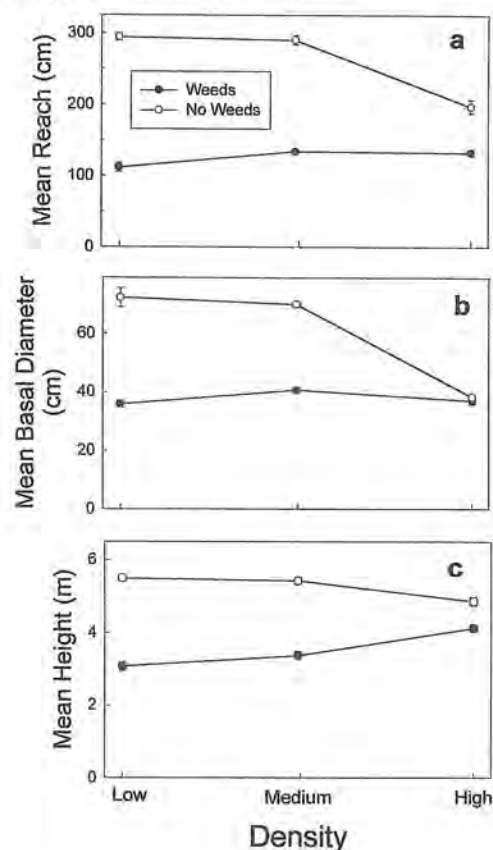 Mean Reach (cm)
300
200
100
0
a
Weeds
No Weeds
Mean Basal Diameter
(cm)
60
40
20
0
b
Mean Height (m)
6
4
2
0
c
Low
Medium
High
Density